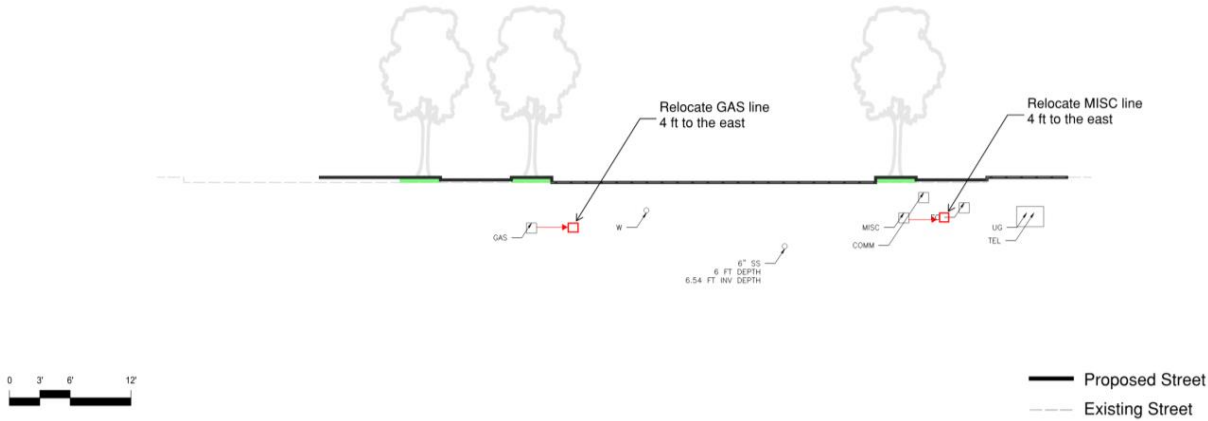 Relocate GAS line
4 ft to the east
Relocate MISC line
4 ft to the east
GAS
W
MISC
COMM
UG
TEL
6" SS
6 FT DEPTH
6.54 FT INV DEPTH
0 3' 6' 12'
Proposed Street
Existing Street